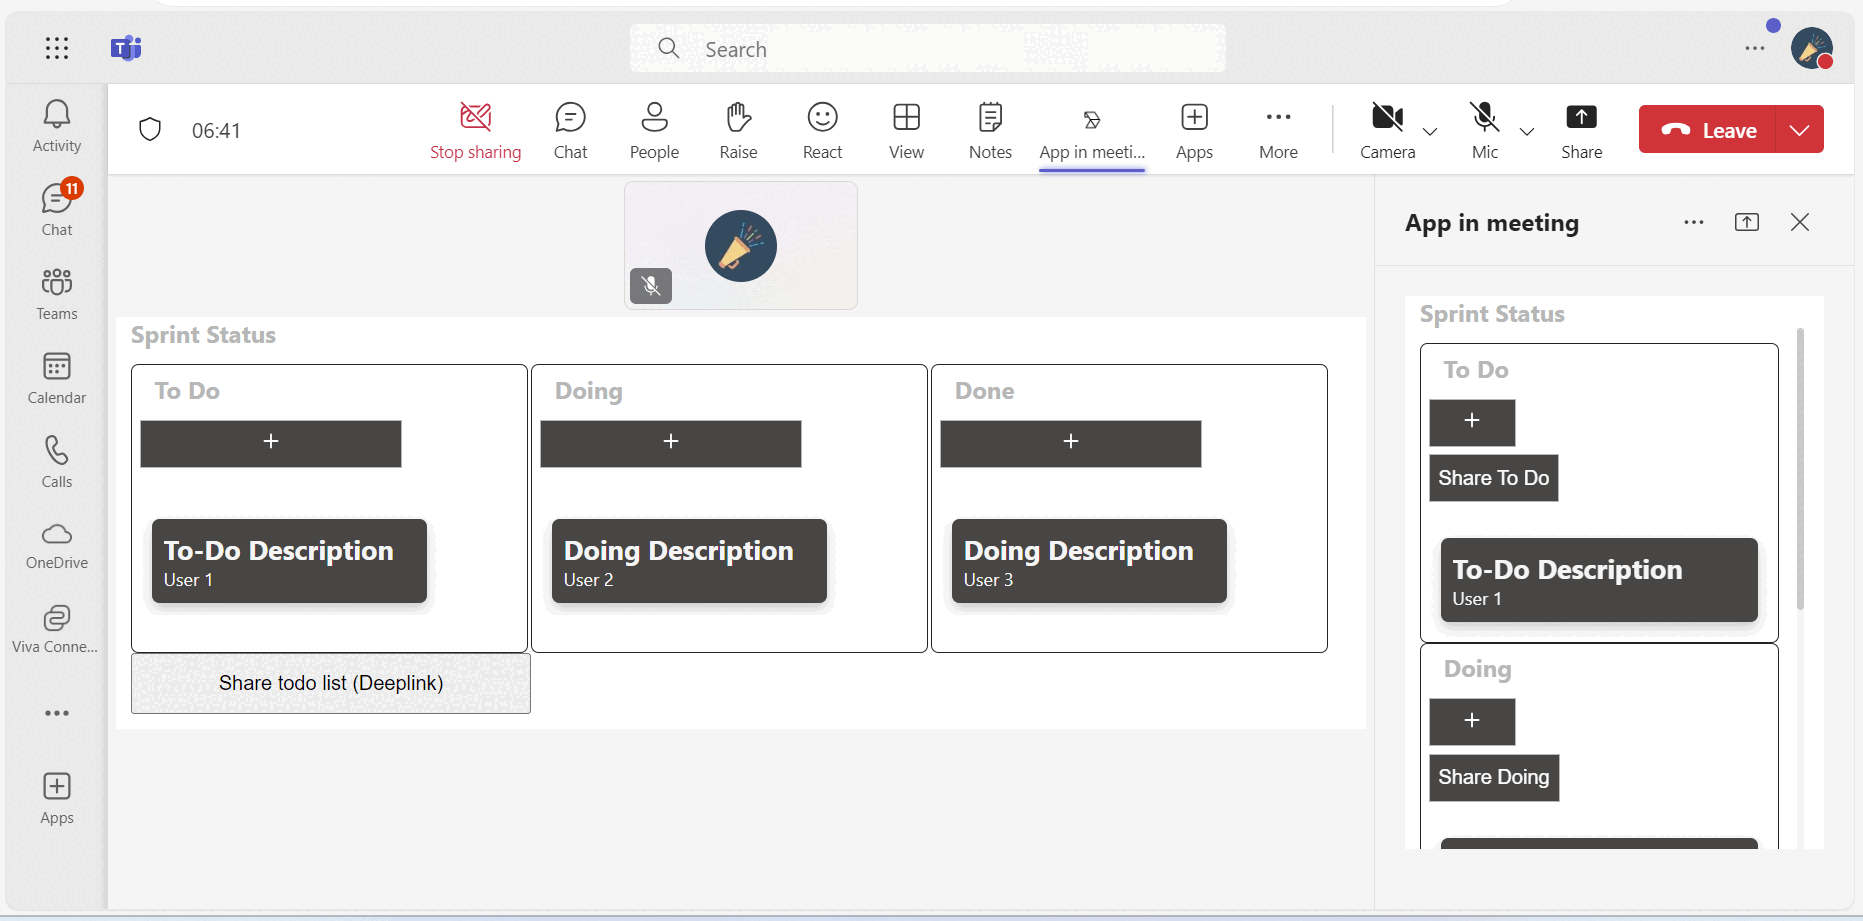 Search
Activity
11
Chat
Teams
Calendar
Calls
OneDrive
Viva Conne...
Apps
06:41
Stop sharing
Chat
People
Raise
React
View
Notes
App in meeti...
Apps
More
Camera
Mic
Share
Leave
Sprint Status
To Do
+
To-Do Description
User 1
Doing
+
Doing Description
User 2
Done
+
Doing Description
User 3
Share todo list (Deeplink)
App in meeting
Sprint Status
To Do
+
Share To Do
To-Do Description
User 1
Doing
+
Share Doing